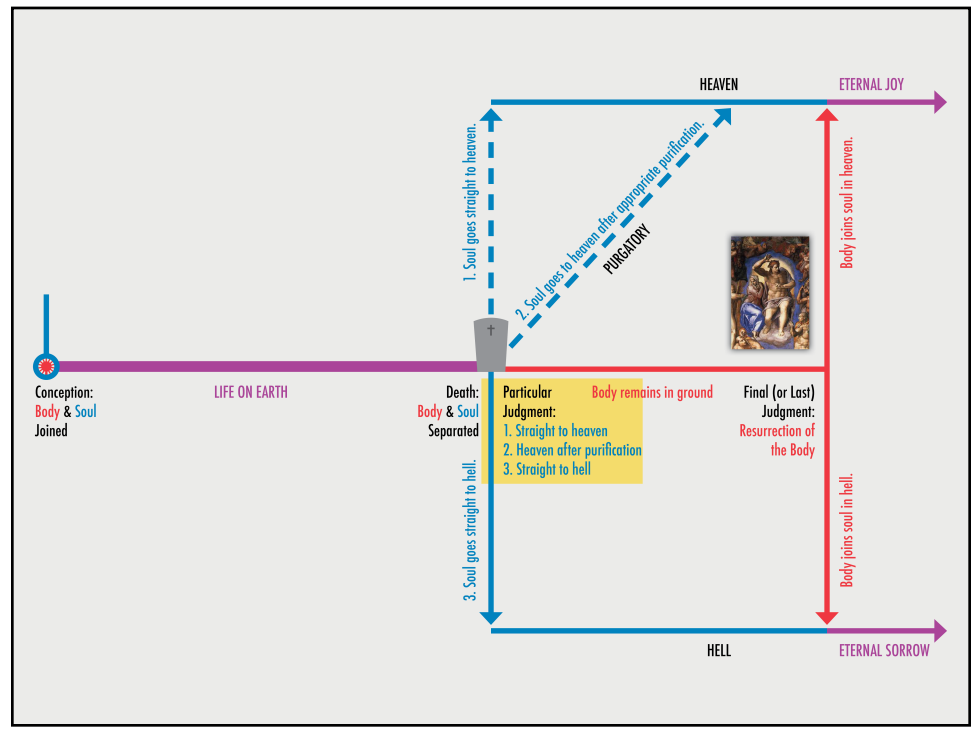 HEAVEN
ETERNAL JOY
1. Soul goes straight to heaven.
2. Soul goes to heaven after appropriate purification.
PURGATORY
Body joins soul in heaven.
Conception:
Body & Soul
Joined
LIFE ON EARTH
Death:
Body & Soul
Separated
Particular
Judgment:
1. Straight to heaven
2. Heaven after purification
3. Straight to hell
Body remains in ground
Final (or Last)
Judgment:
Resurrection of
the Body
3. Soul goes straight to hell.
Body joins soul in hell.
HELL
ETERNAL SORROW